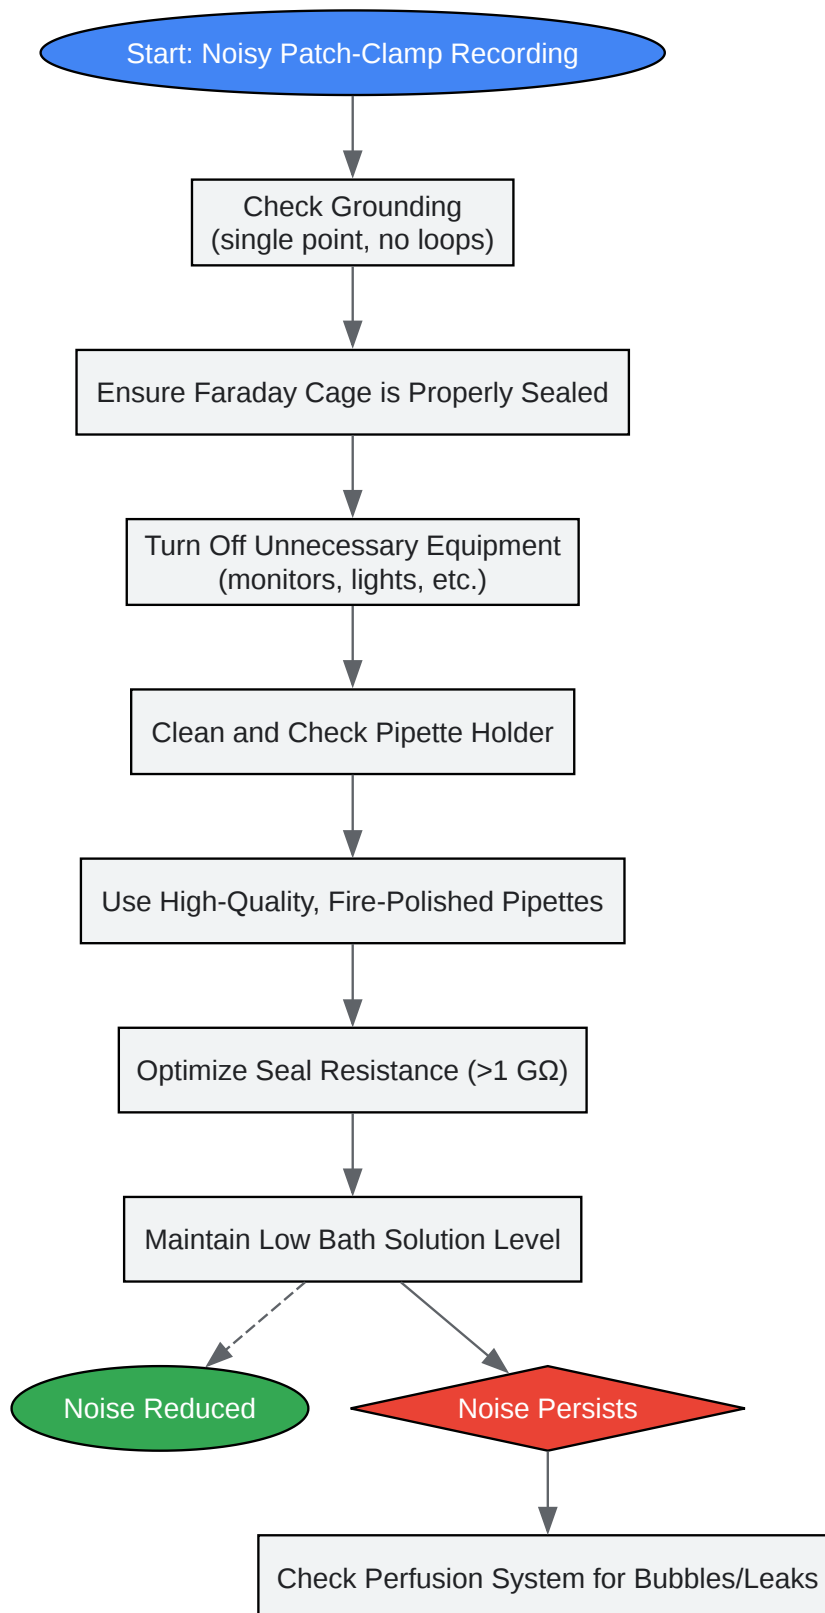 Start: Noisy Patch-Clamp Recording
Check Grounding
(single point, no loops)
Ensure Faraday Cage is Properly Sealed
Turn Off Unnecessary Equipment
(monitors, lights, etc.)
Clean and Check Pipette Holder
Use High-Quality, Fire-Polished Pipettes
Optimize Seal Resistance (>1 GΩ)
Maintain Low Bath Solution Level
Noise Reduced
Noise Persists
Check Perfusion System for Bubbles/Leaks